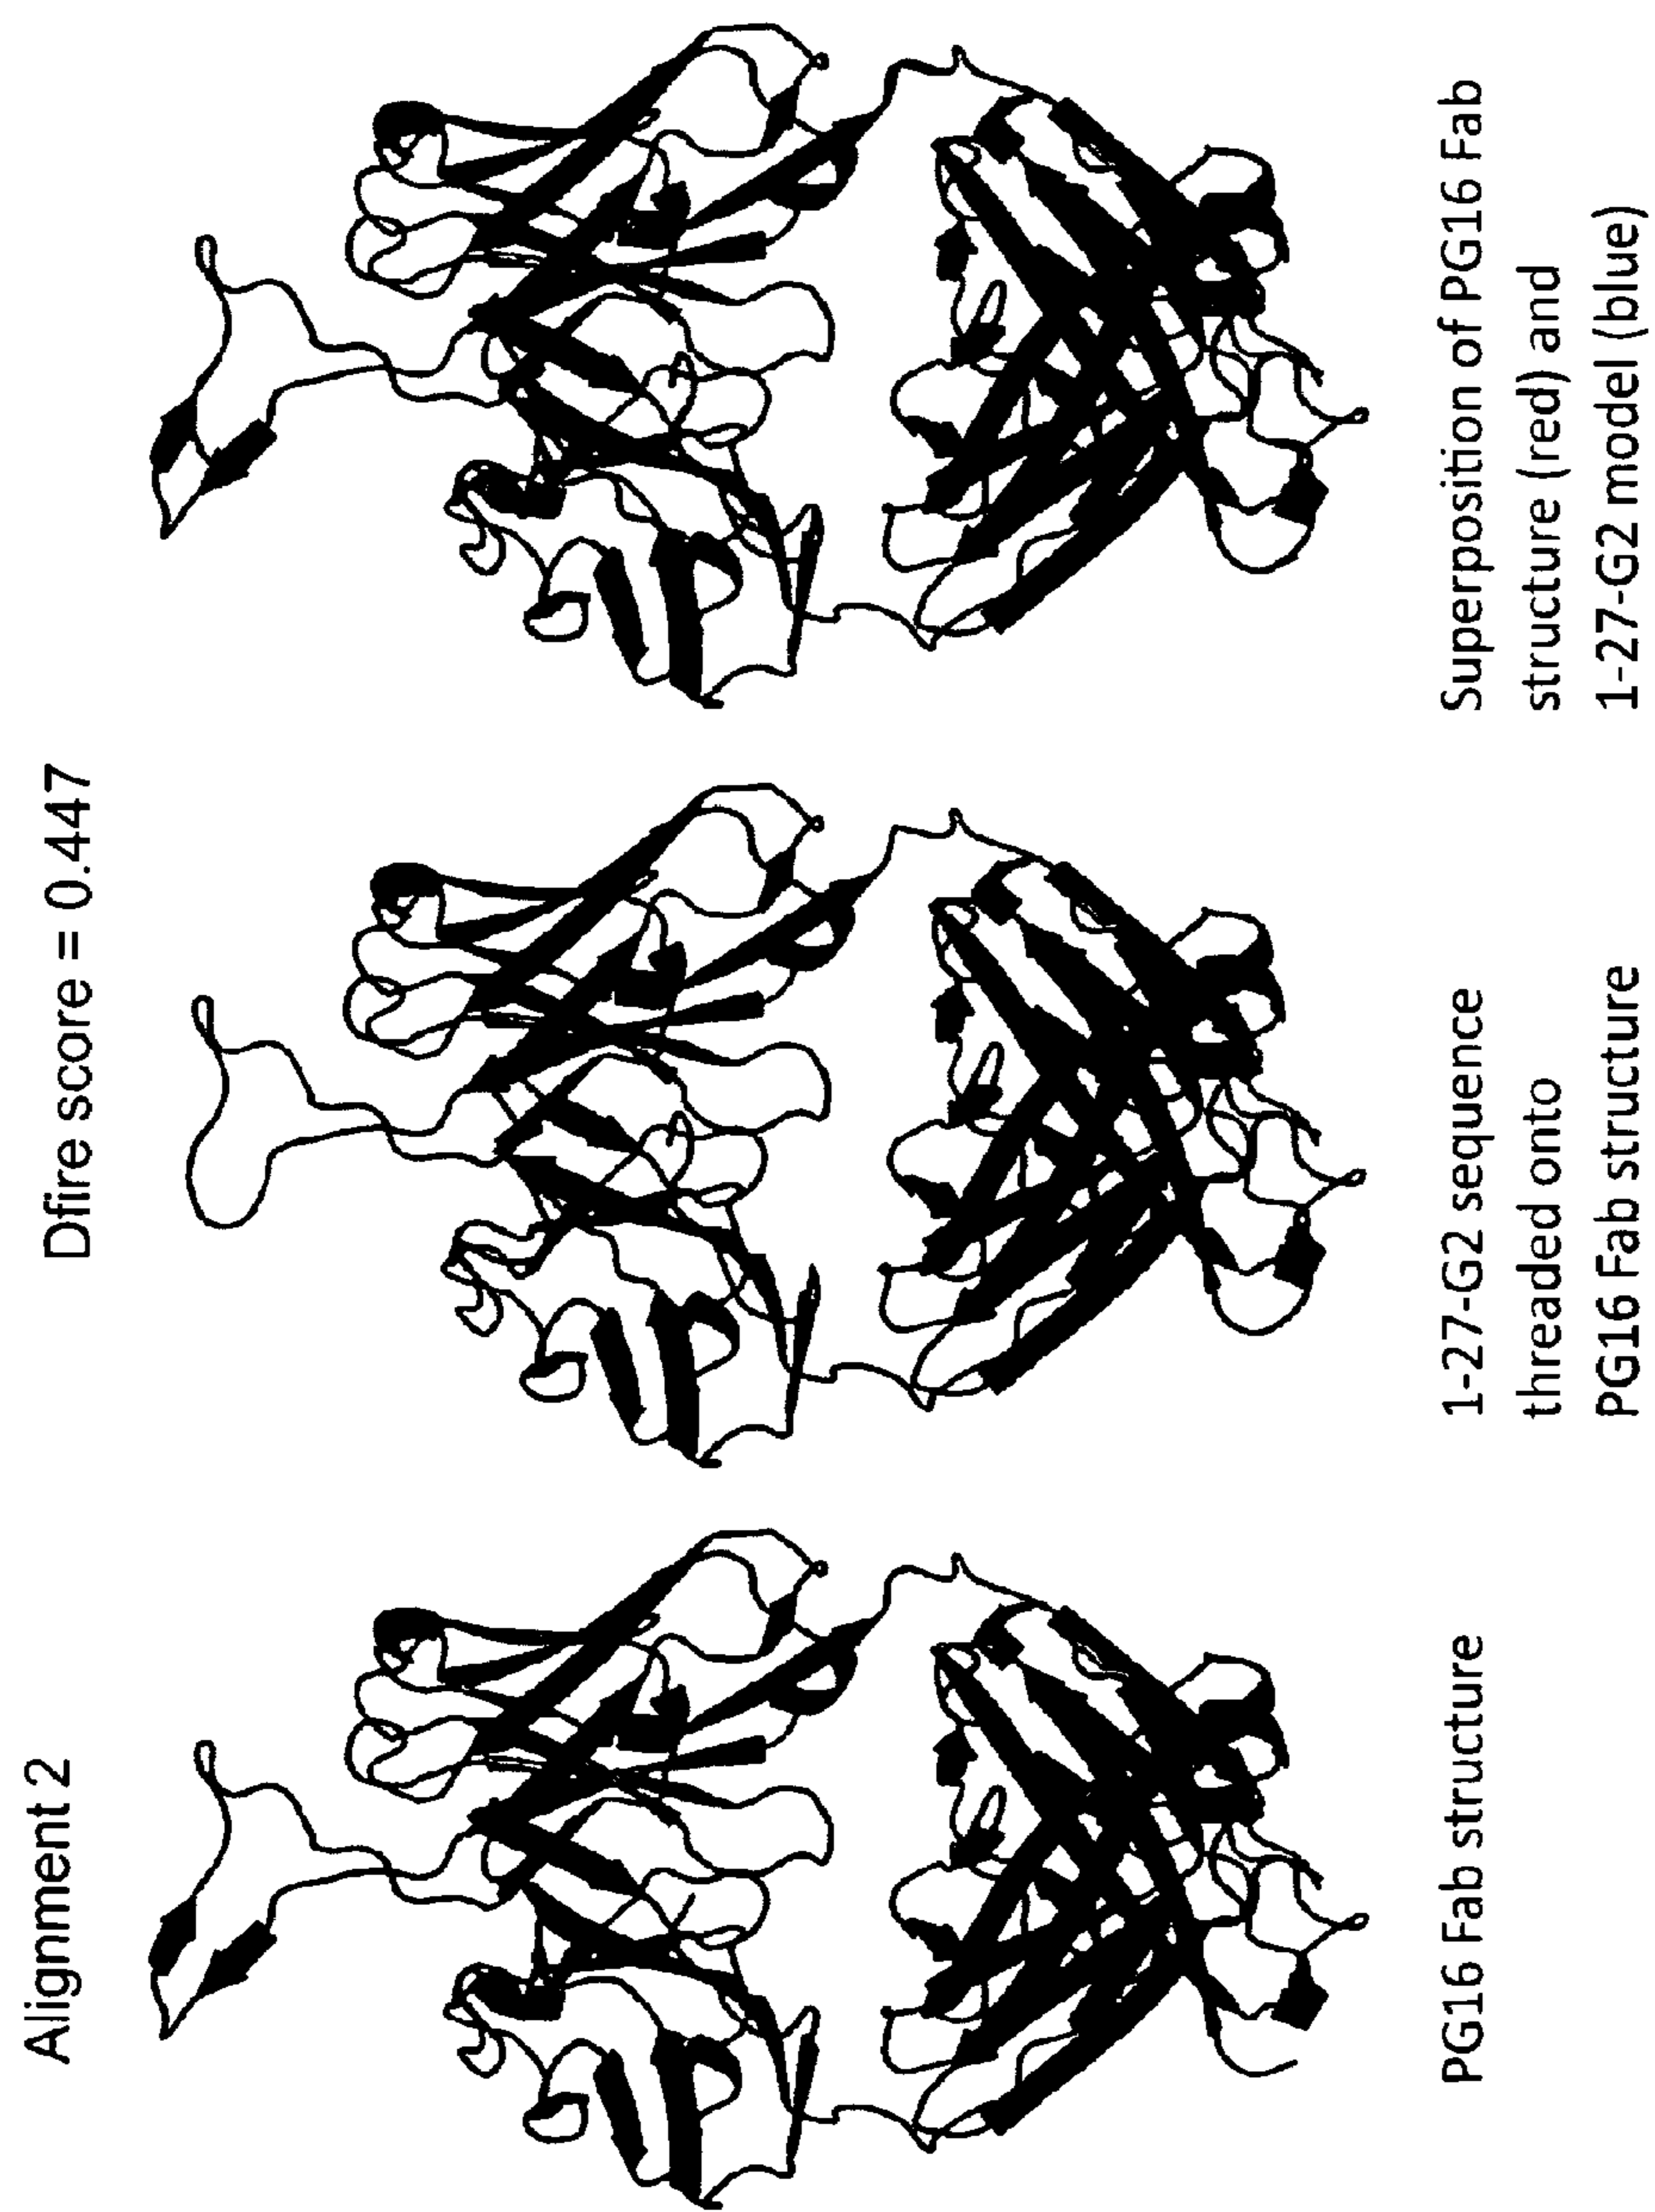 Alignment 2
Dfire score = 0.447
PG16 Fab structure
1-27-G2 sequence
threaded onto
PG16 Fab structure
Superposition of PG16 Fab
structure (red) and
1-27-G2 model (blue)